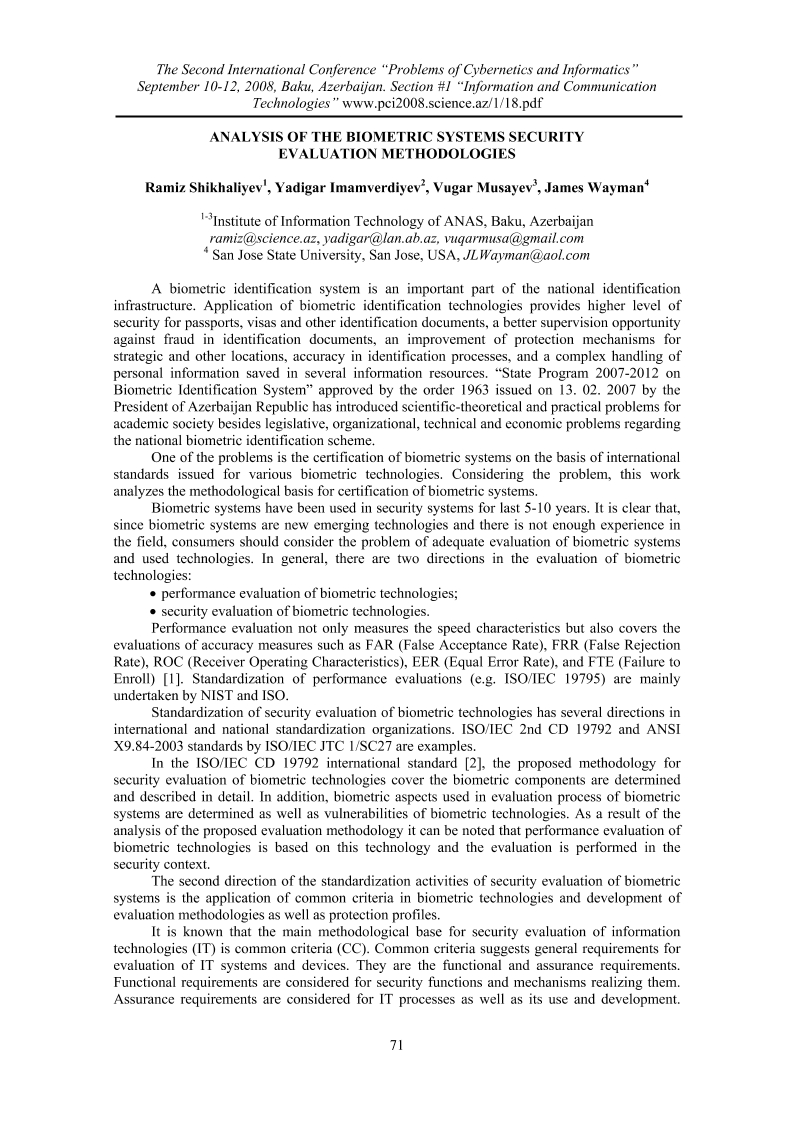 The Second International Conference “Problems of Cybernetics and Informatics”
September 10-12, 2008, Baku, Azerbaijan. Section #1 “Information and Communication
Technologies” www.pci2008.science.az/1/18.pdf
ANALYSIS OF THE BIOMETRIC SYSTEMS SECURITY
EVALUATION METHODOLOGIES
Ramiz Shikhaliyev1, Yadigar Imamverdiyev2, Vugar Musayev3, James Wayman4
1-3Institute of Information Technology of ANAS, Baku, Azerbaijan
ramiz@science.az, yadigar@lan.ab.az, vuqarmusa@gmail.com
4 San Jose State University, San Jose, USA, JLWayman@aol.com
A biometric identification system is an important part of the national identification
infrastructure. Application of biometric identification technologies provides higher level of
security for passports, visas and other identification documents, a better supervision opportunity
against fraud in identification documents, an improvement of protection mechanisms for
strategic and other locations, accuracy in identification processes, and a complex handling of
personal information saved in several information resources. “State Program 2007-2012 on
Biometric Identification System” approved by the order 1963 issued on 13. 02. 2007 by the
President of Azerbaijan Republic has introduced scientific-theoretical and practical problems for
academic society besides legislative, organizational, technical and economic problems regarding
the national biometric identification scheme.
One of the problems is the certification of biometric systems on the basis of international
standards issued for various biometric technologies. Considering the problem, this work
analyzes the methodological basis for certification of biometric systems.
Biometric systems have been used in security systems for last 5-10 years. It is clear that,
since biometric systems are new emerging technologies and there is not enough experience in
the field, consumers should consider the problem of adequate evaluation of biometric systems
and used technologies. In general, there are two directions in the evaluation of biometric
technologies:
• performance evaluation of biometric technologies;
• security evaluation of biometric technologies.
Performance evaluation not only measures the speed characteristics but also covers the
evaluations of accuracy measures such as FAR (False Acceptance Rate), FRR (False Rejection
Rate), ROC (Receiver Operating Characteristics), EER (Equal Error Rate), and FTE (Failure to
Enroll) [1]. Standardization of performance evaluations (e.g. ISO/IEC 19795) are mainly
undertaken by NIST and ISO.
Standardization of security evaluation of biometric technologies has several directions in
international and national standardization organizations. ISO/IEC 2nd CD 19792 and ANSI
X9.84-2003 standards by ISO/IEC JTC 1/SC27 are examples.
In the ISO/IEC CD 19792 international standard [2], the proposed methodology for
security evaluation of biometric technologies cover the biometric components are determined
and described in detail. In addition, biometric aspects used in evaluation process of biometric
systems are determined as well as vulnerabilities of biometric technologies. As a result of the
analysis of the proposed evaluation methodology it can be noted that performance evaluation of
biometric technologies is based on this technology and the evaluation is performed in the
security context.
The second direction of the standardization activities of security evaluation of biometric
systems is the application of common criteria in biometric technologies and development of
evaluation methodologies as well as protection profiles.
It is known that the main methodological base for security evaluation of information
technologies (IT) is common criteria (CC). Common criteria suggests general requirements for
evaluation of IT systems and devices. They are the functional and assurance requirements.
Functional requirements are considered for security functions and mechanisms realizing them.
Assurance requirements are considered for IT processes as well as its use and development.
71